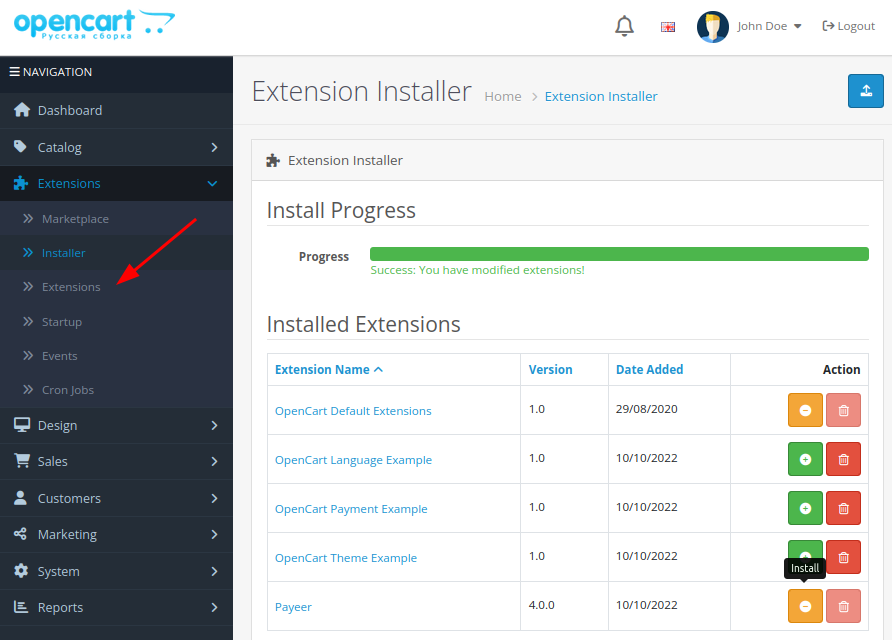 opencart
Русская сборка
John Doe
Logout
NAVIGATION
Dashboard
Catalog
Extensions
Marketplace
Installer
Extensions
Startup
Events
Cron Jobs
Design
Sales
Customers
Marketing
System
Reports
Extension Installer
Home > Extension Installer
Extension Installer
Install Progress
Progress
Success: You have modified extensions!
Installed Extensions
Extension Name Version Date Added Action
OpenCart Default Extensions 1.0 29/08/2020
OpenCart Language Example 1.0 10/10/2022
OpenCart Payment Example 1.0 10/10/2022
OpenCart Theme Example 1.0 10/10/2022
Install
Payeer 4.0.0 10/10/2022